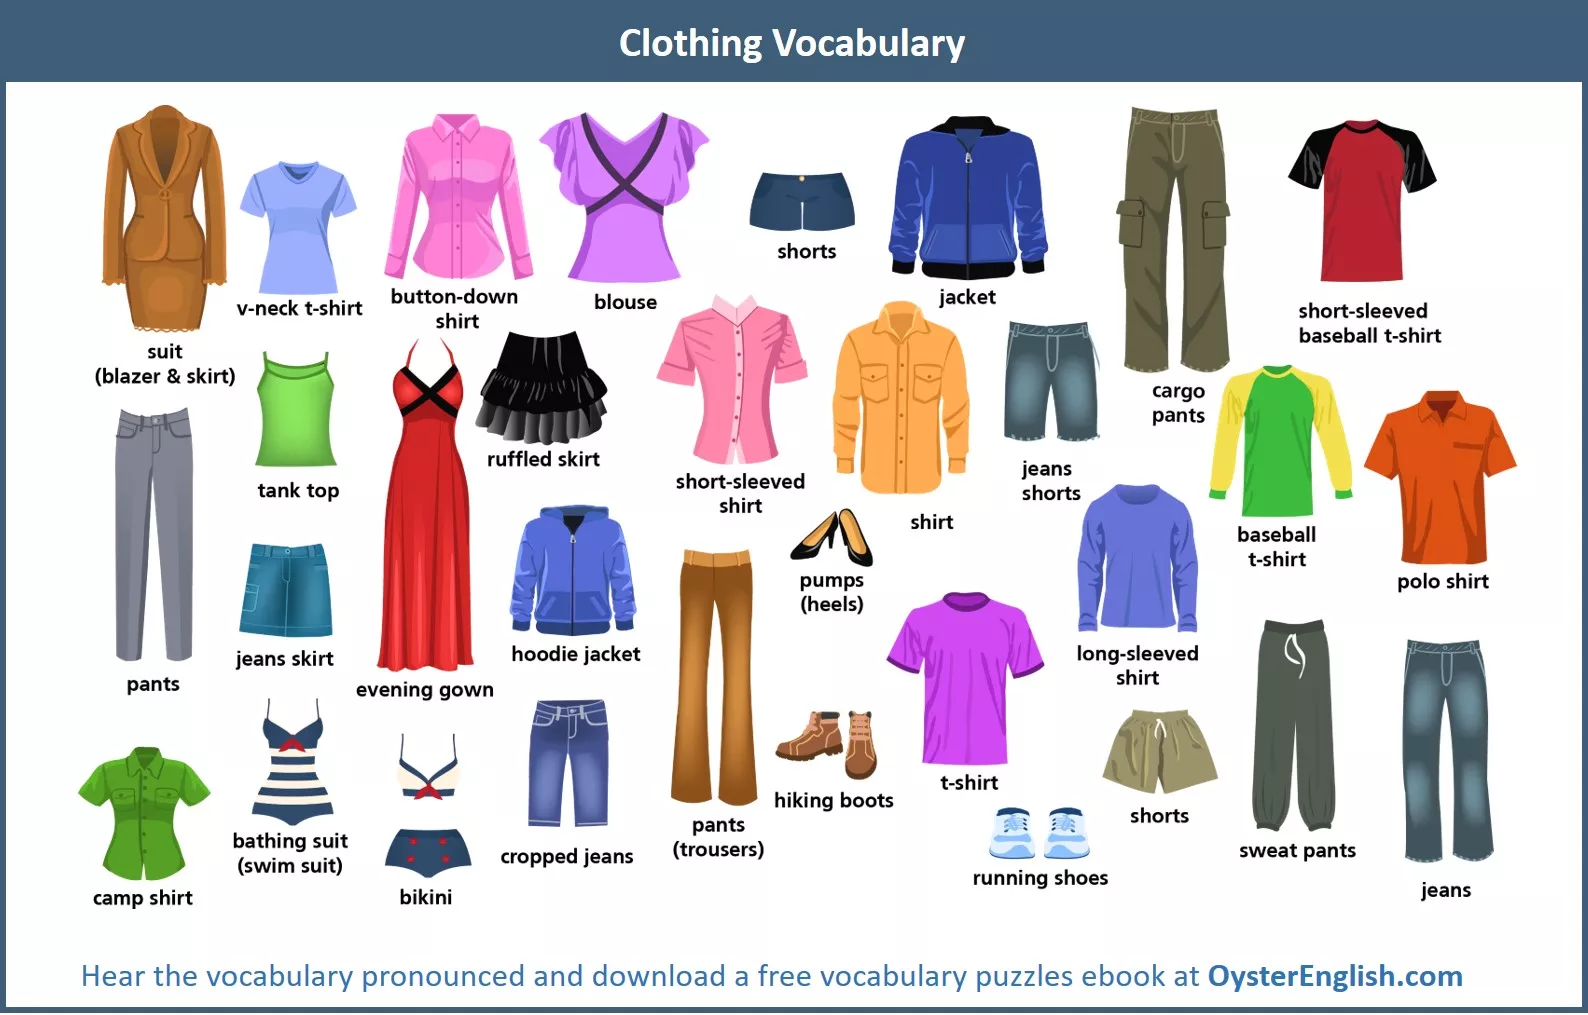 Clothing Vocabulary
suit
(blazer & skirt)
v-neck t-shirt
button-down
shirt
blouse
shorts
jacket
cargo
pants
short-sleeved
baseball t-shirt
pants
tank top
evening gown
ruffled skirt
short-sleeved
shirt
shirt
jeans
shorts
baseball
t-shirt
polo shirt
jeans skirt
hoodie jacket
pumps
(heels)
long-sleeved
shirt
camp shirt
bathing suit
(swim suit)
bikini
cropped jeans
pants
(trousers)
hiking boots
t-shirt
running shoes
shorts
sweat pants
jeans
Hear the vocabulary pronounced and download a free vocabulary puzzles ebook at OysterEnglish.com